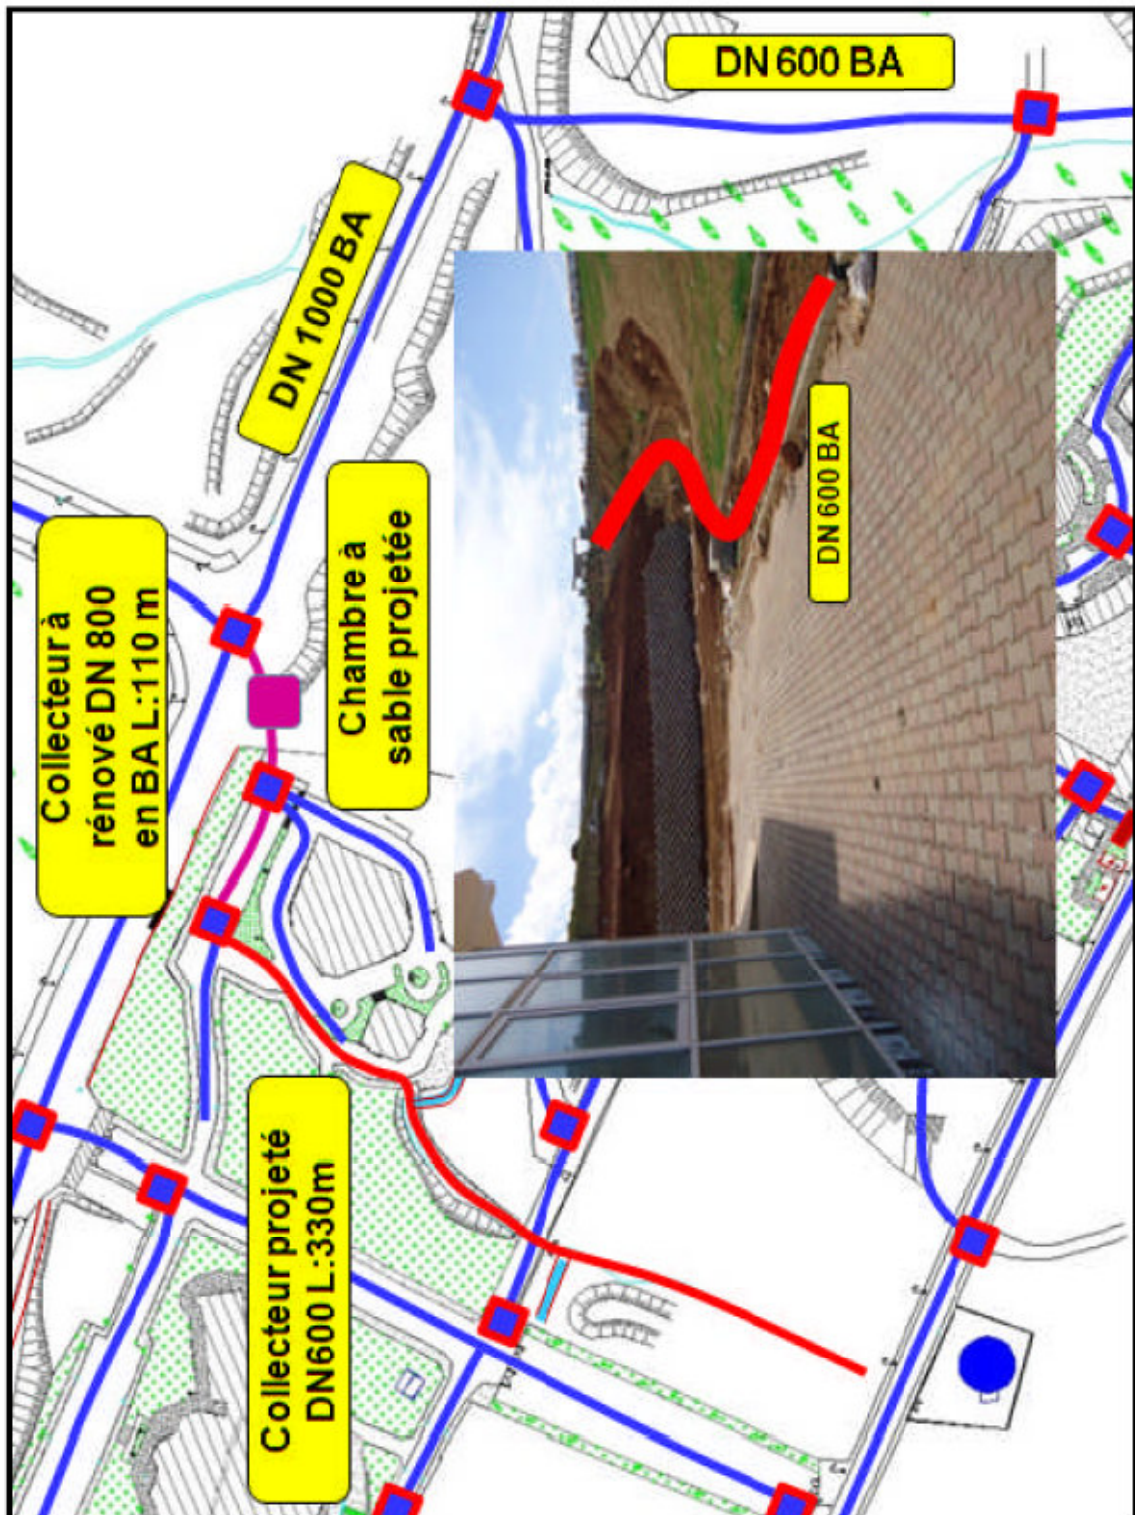 DN 600 BA
DN 1000 BA
Collecteur à
rénové DN 800
en BA L:110 m
Chambre à
sable projetée
DN 600 BA
Collecteur projeté
DN600 L:330m